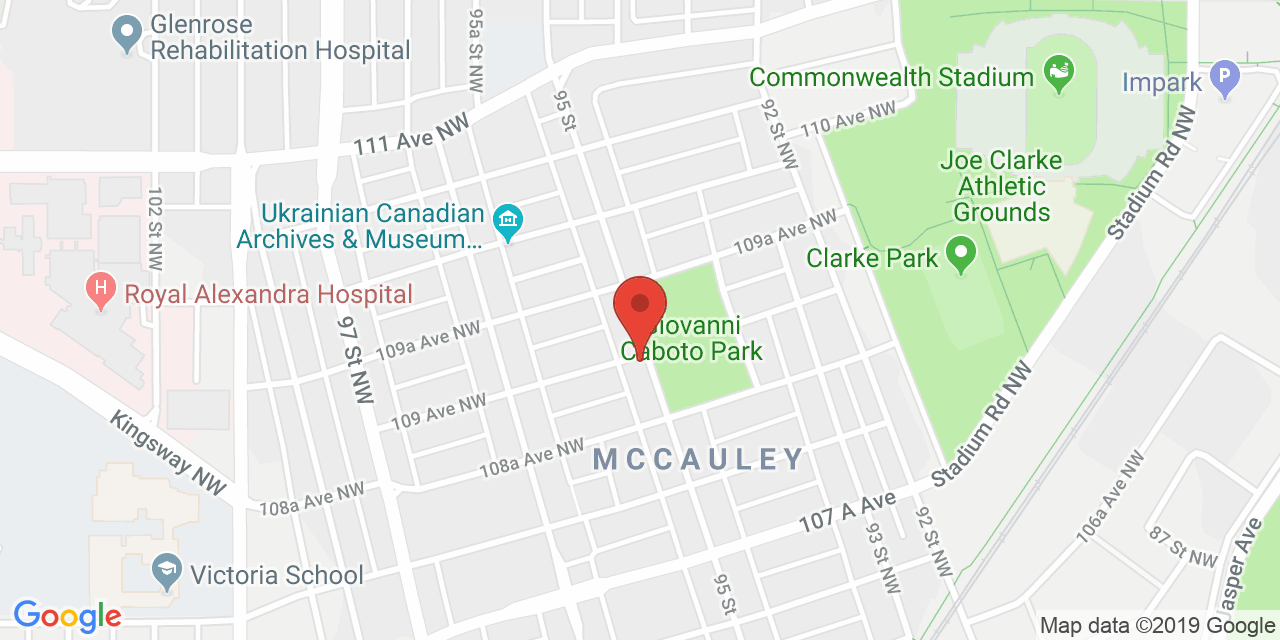 Glenrose
Rehabilitation Hospital
95a St NW
95 St
111 Ave NW
92 St NW
110 Ave NW
Commonwealth Stadium
Impark
P
Joe Clarke
Athletic
Grounds
Stadium Rd NW
102 St NW
Ukrainian Canadian
Archives & Museum...
109a Ave NW
Clarke Park
H
Royal Alexandra Hospital
97 St NW
109a Ave NW
Giovanni
Caboto Park
109 Ave NW
Kingsway NW
108a Ave NW
108a Ave NW
MCCAULEY
Stadium Rd NW
107 A Ave
93 St NW
92 St NW
106a Ave NW
87 St NW
asper Ave
Victoria School
95 St
Google
Map data ©2019 Google